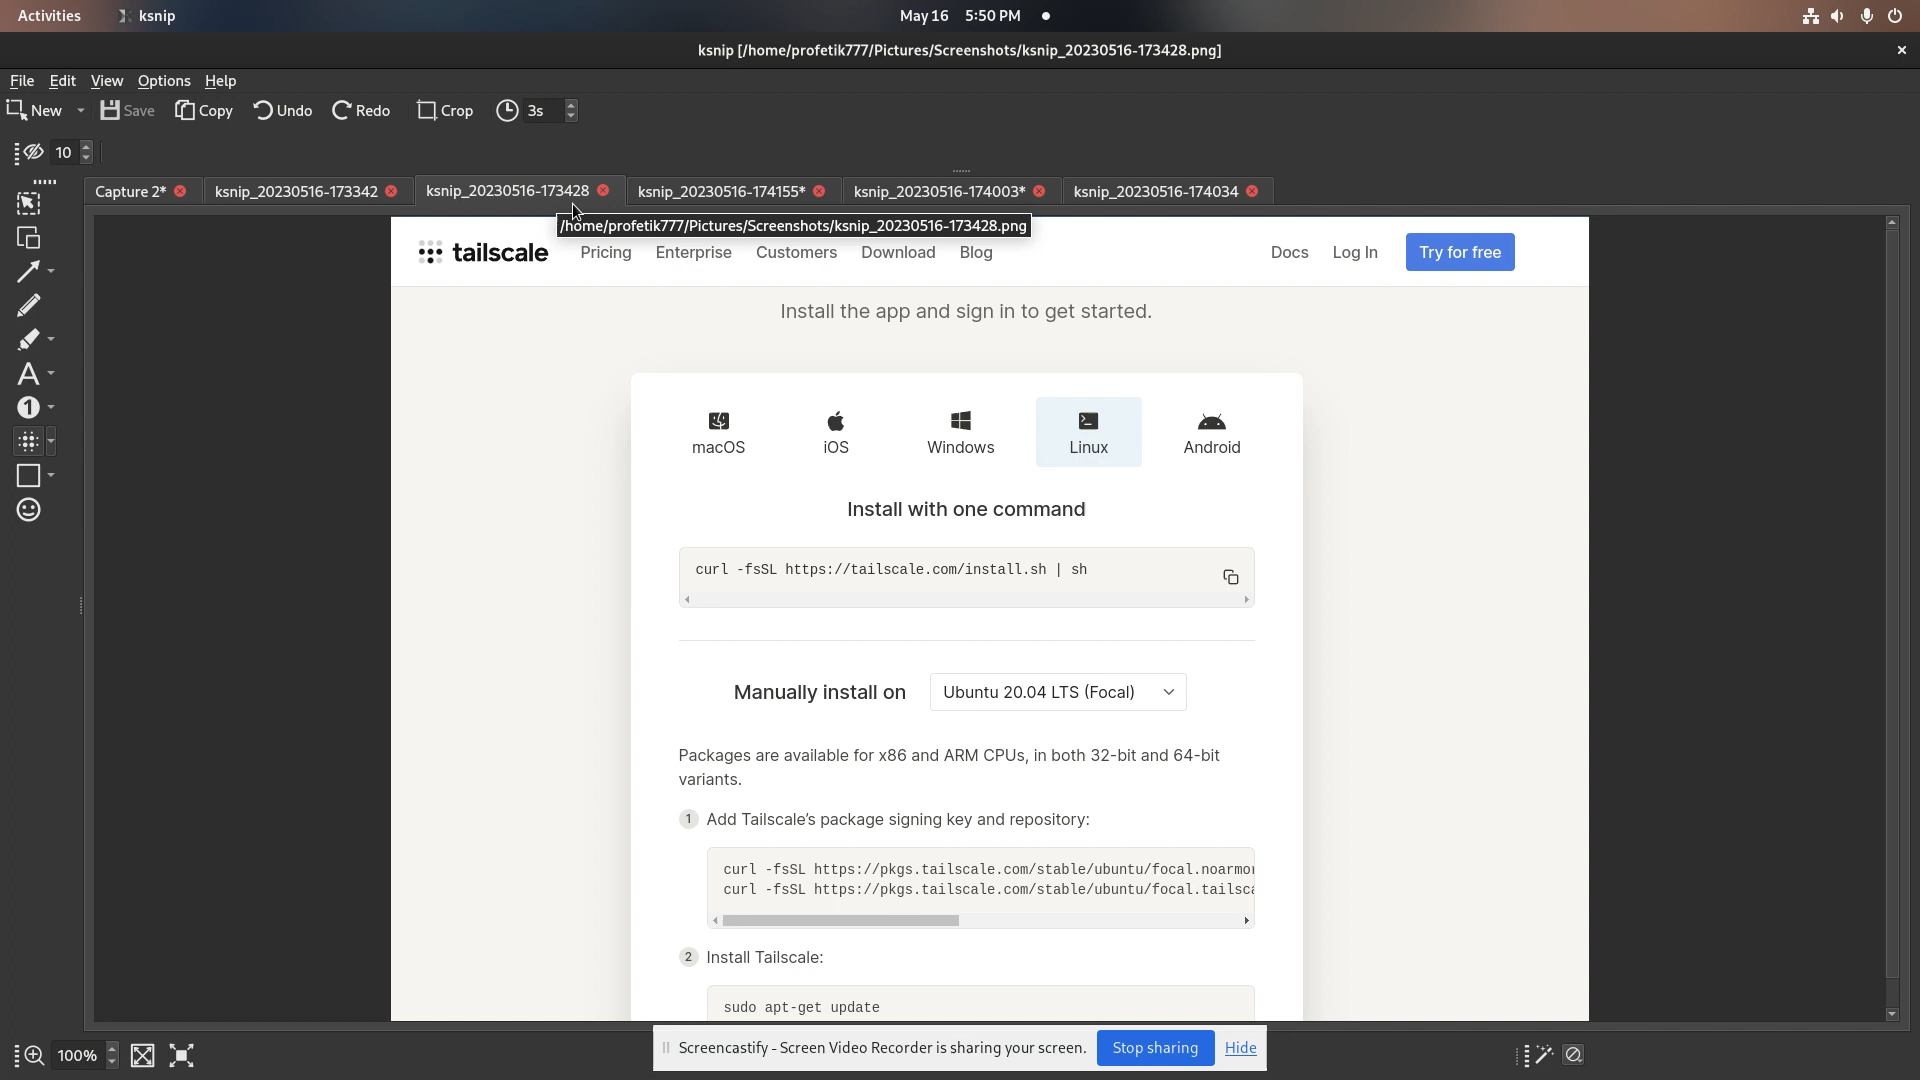 Activities
ksnip
May 16 5:50 PM
ksnip [/home/profetik777/Pictures/Screenshots/ksnip_20230516-173428.png]
File Edit View Options Help
New Save Copy Undo Redo Crop 3s
10
Capture 2* ksnip_20230516-173342 ksnip_20230516-173428 ksnip_20230516-174155* ksnip_20230516-174003* ksnip_20230516-174034
/home/profetik777/Pictures/Screenshots/ksnip_20230516-173428.png
tailscale Pricing Enterprise Customers Download Blog Docs Log In Try for free
Install the app and sign in to get started.
macOS iOS Windows Linux Android
Install with one command
curl -fsSL https://tailscale.com/install.sh | sh
Manually install on Ubuntu 20.04 LTS (Focal)
Packages are available for x86 and ARM CPUs, in both 32-bit and 64-bit
variants.
1 Add Tailscale’s package signing key and repository:
curl -fsSL https://pkgs.tailscale.com/stable/ubuntu/focal.noarmor
curl -fsSL https://pkgs.tailscale.com/stable/ubuntu/focal.tailsca
2 Install Tailscale:
sudo apt-get update
Screencastify - Screen Video Recorder is sharing your screen. Stop sharing Hide
100%